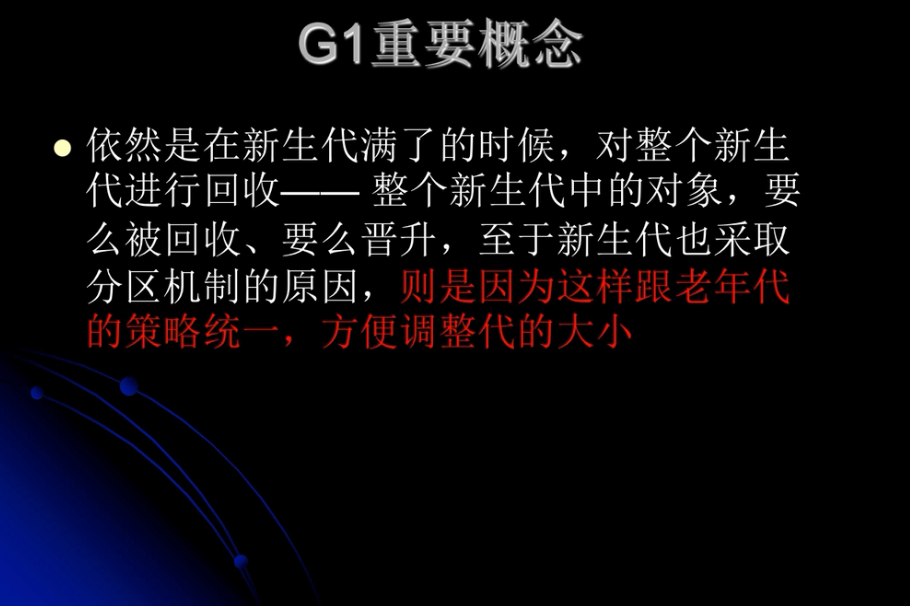 G1重要概念
依然是在新生代满了的时候，对整个新生
代进行回收—— 整个新生代中的对象，要
么被回收、要么晋升，至于新生代也采取
分区机制的原因，则是因为这样跟老年代
的策略统一，方便调整代的大小